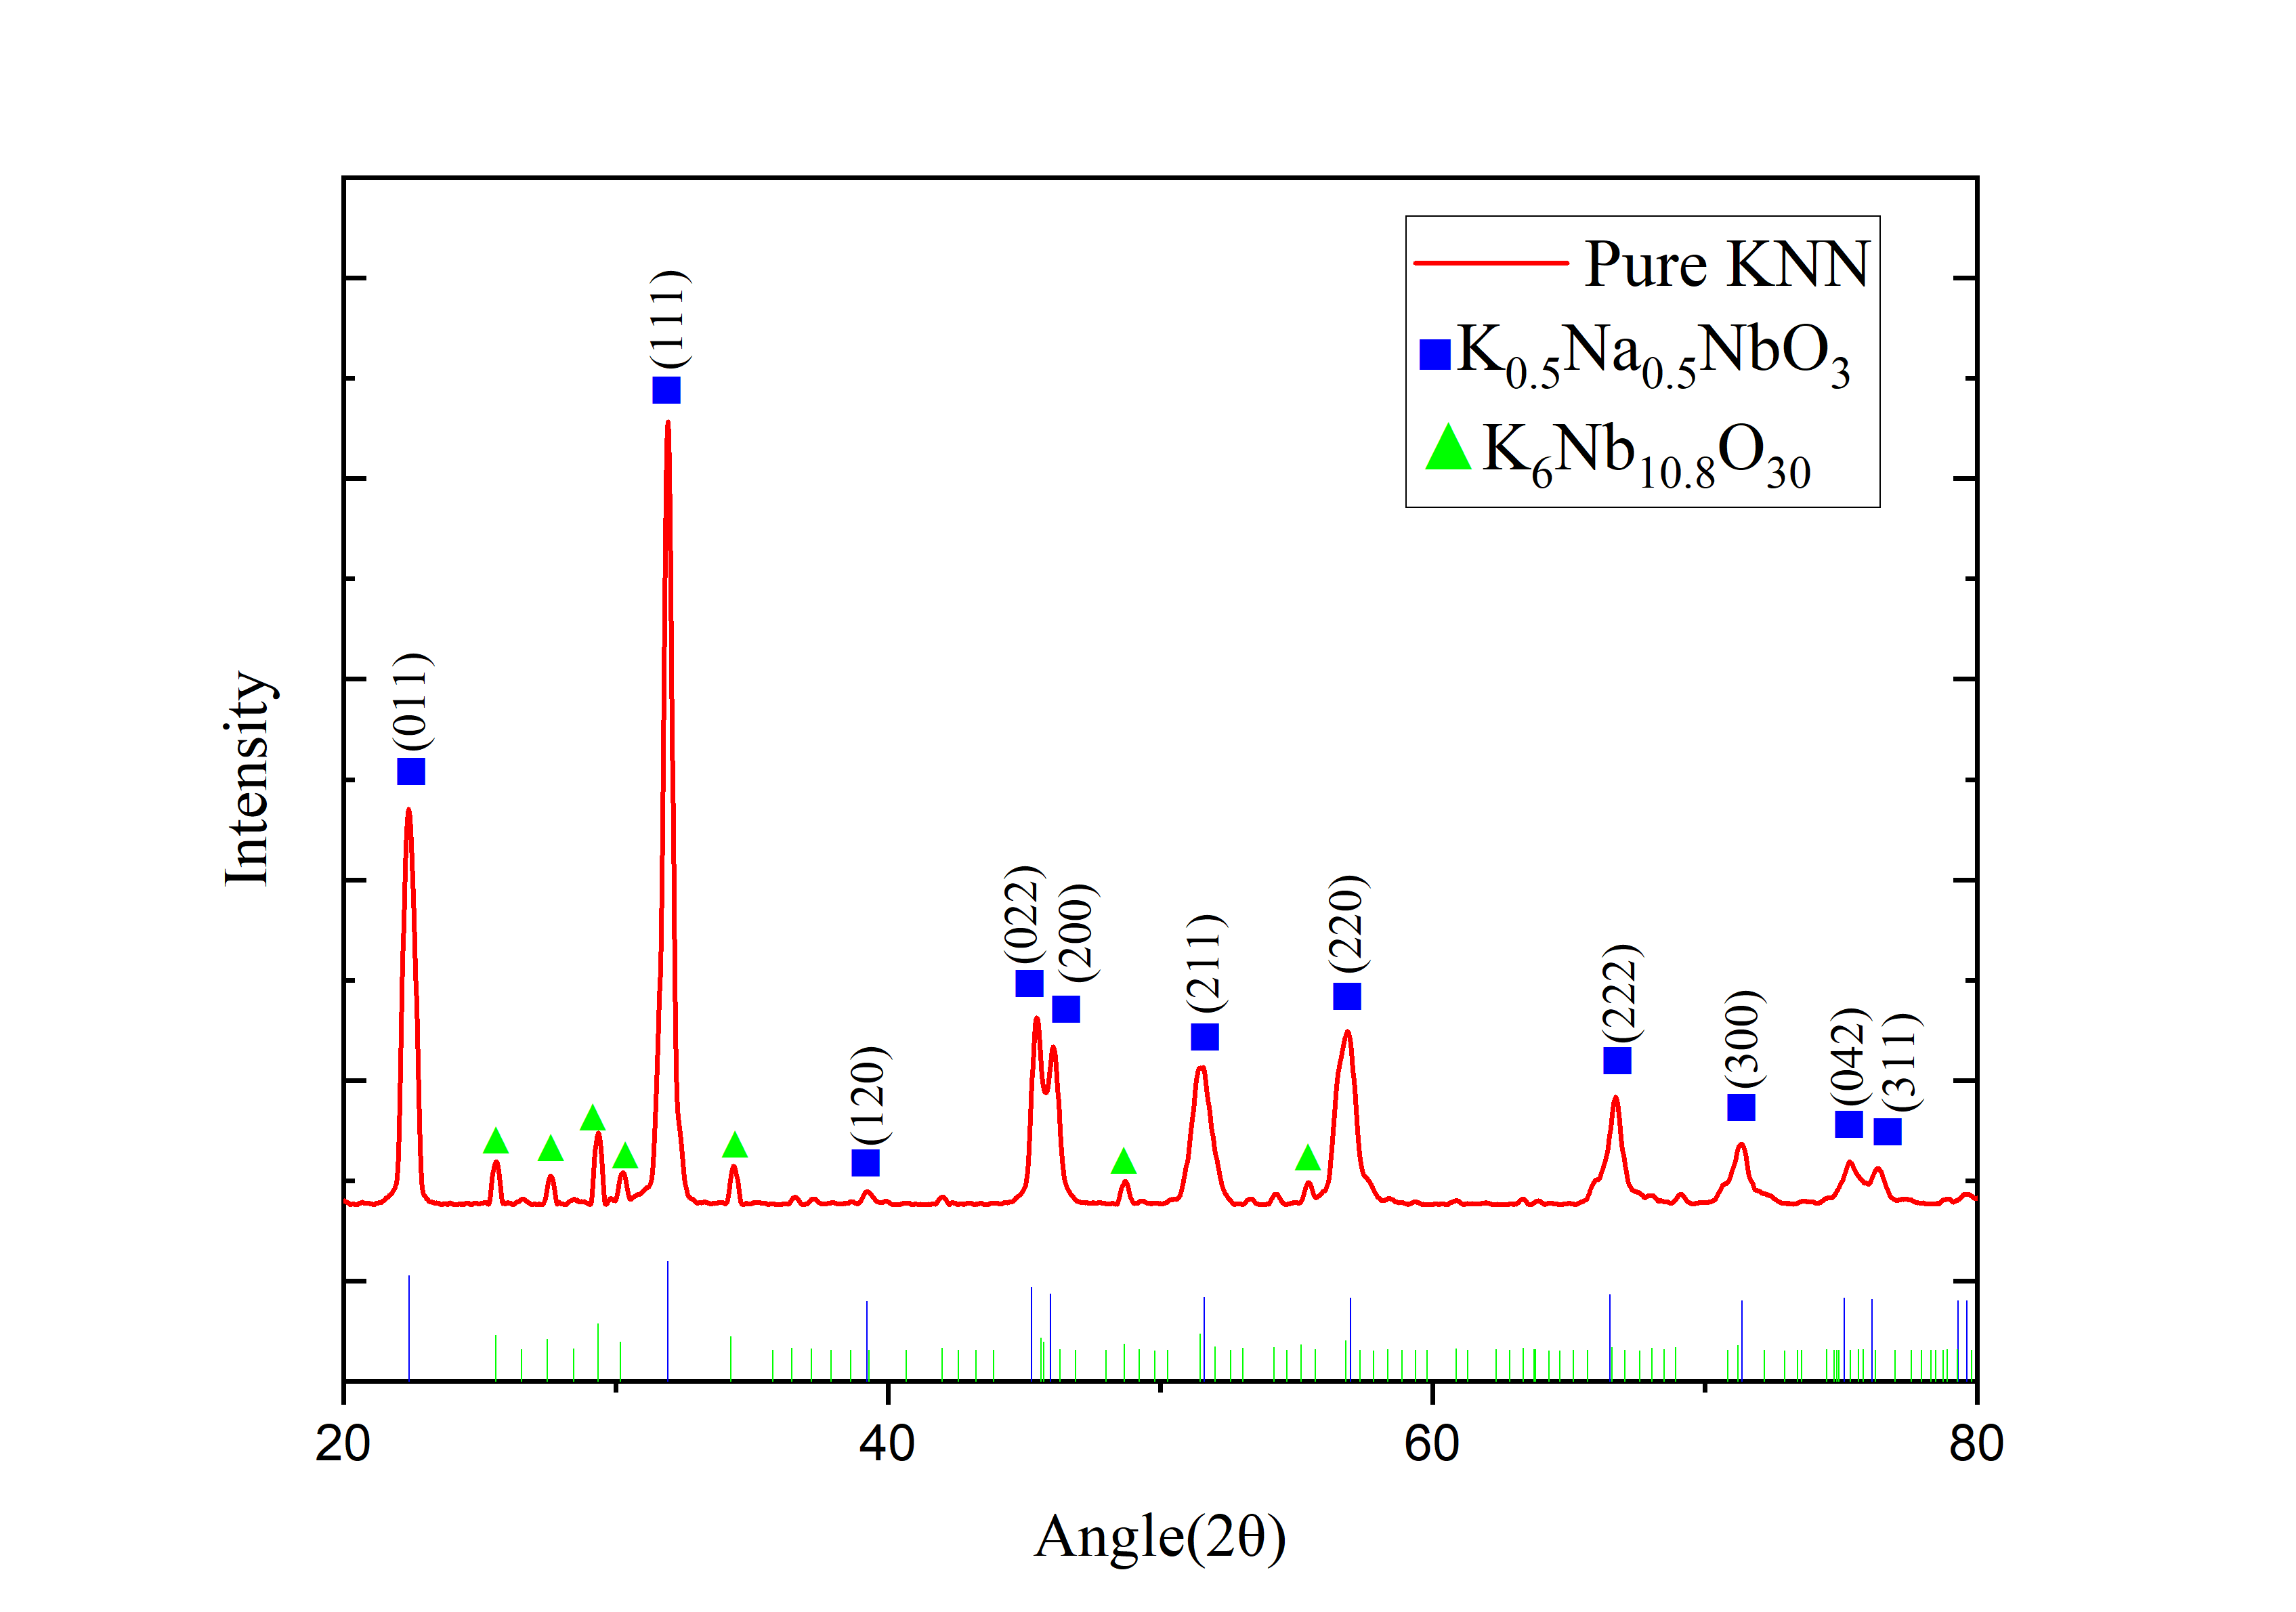 Pure KNN
K0.5Na0.5NbO3
K6Nb10.8O30
(011)
(111)
(120)
(022)
(200)
(211)
(220)
(222)
(300)
(042)
(311)
Intensity
20 40 60 80
Angle(2θ)